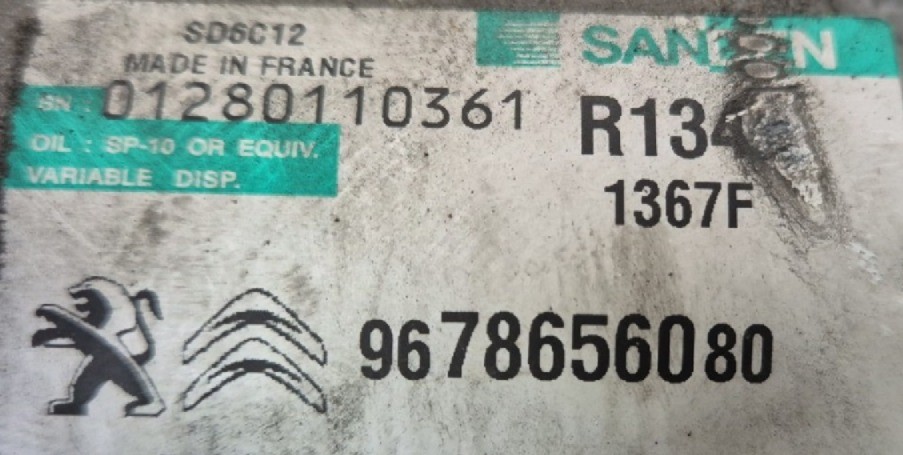 SD6C12
MADE IN FRANCE
SN : 01280110361
OIL : SP-10 OR EQUIV.
VARIABLE DISP.
R134
1367F
9678656080